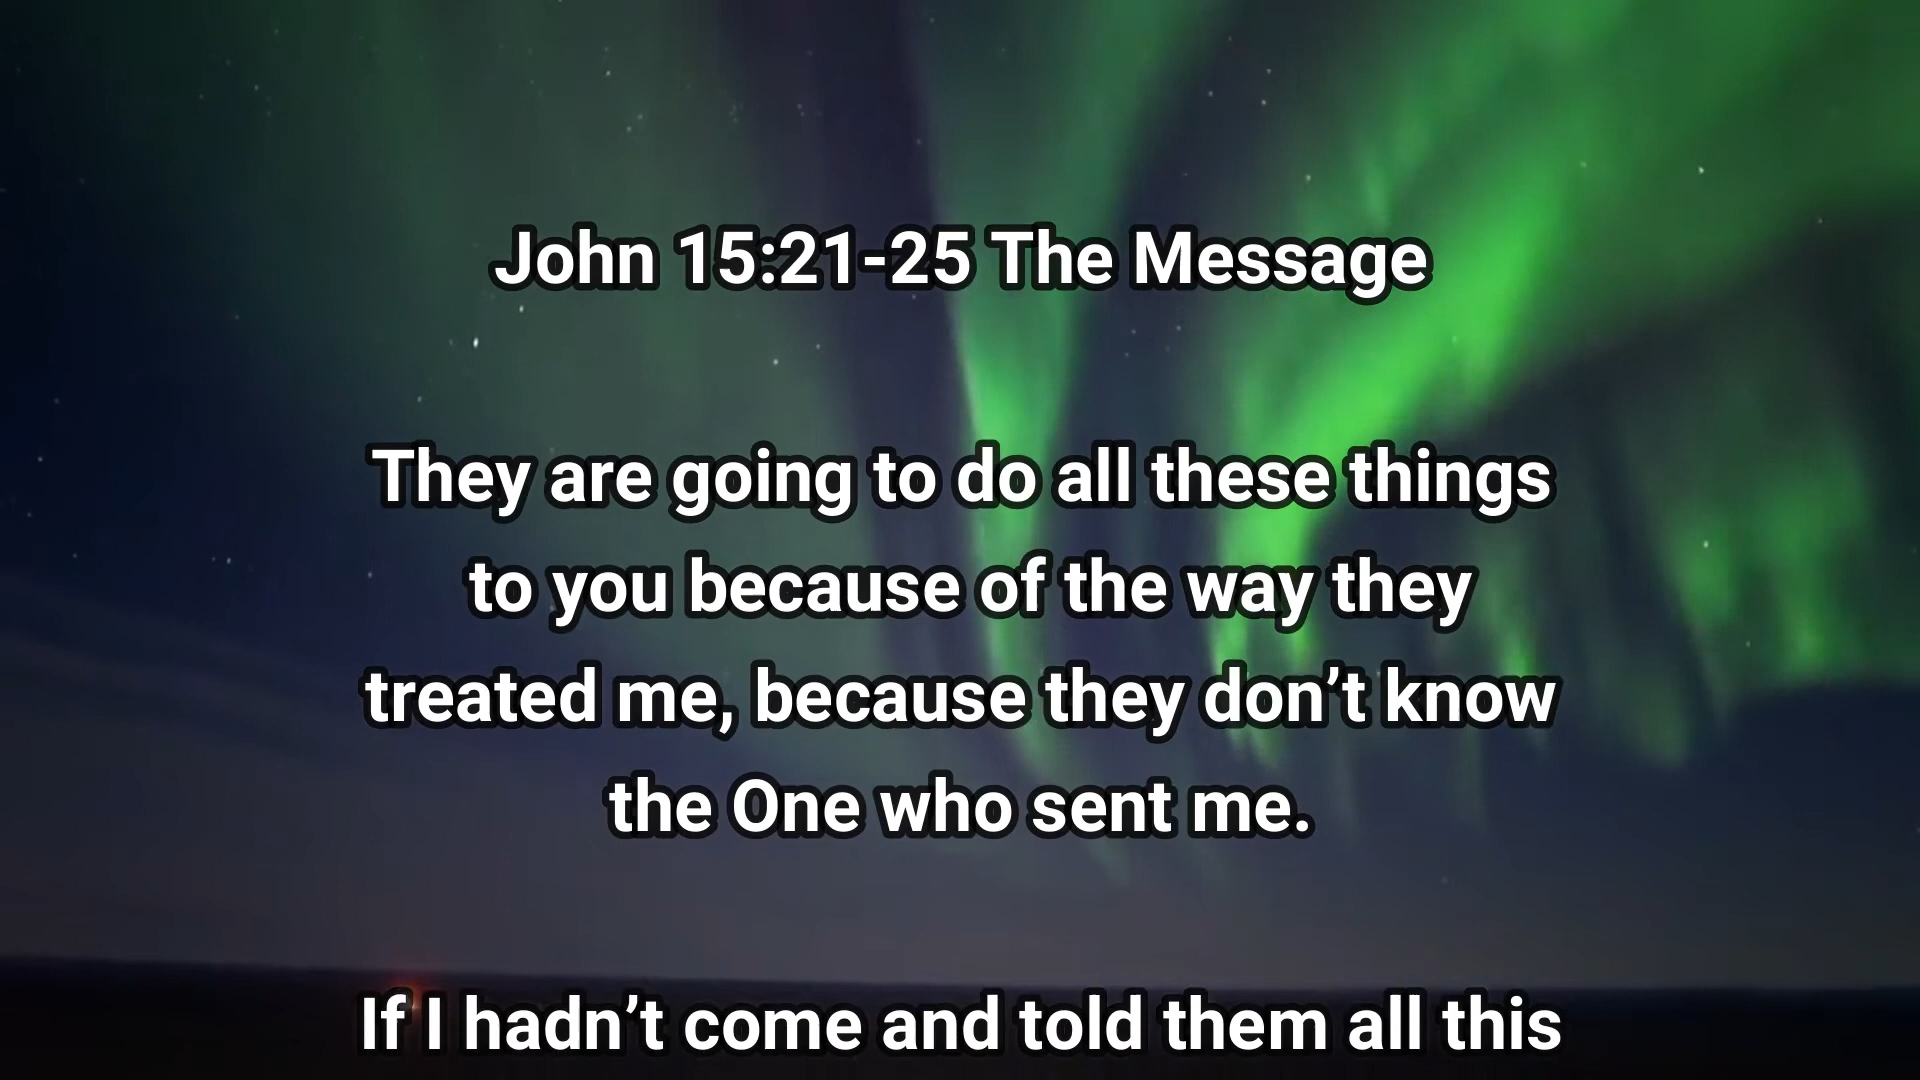 John 15:21-25 The Message
They are going to do all these things
to you because of the way they
treated me, because they don’t know
the One who sent me.
If I hadn’t come and told them all this